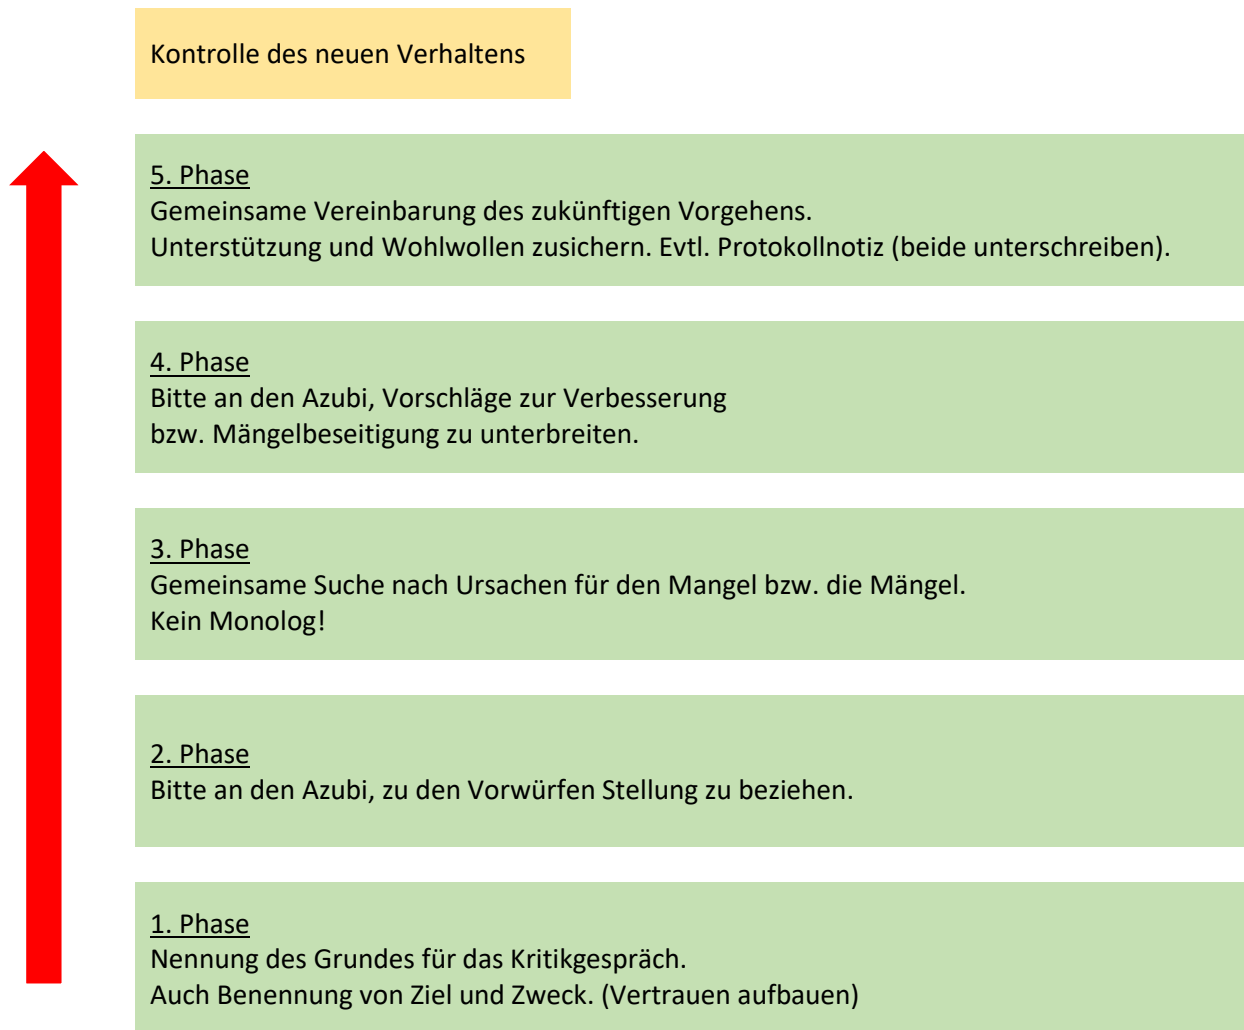 Kontrolle des neuen Verhaltens
5. Phase
Gemeinsame Vereinbarung des zukünftigen Vorgehens.
Unterstützung und Wohlwollen zusichern. Evtl. Protokollnotiz (beide unterschreiben).
4. Phase
Bitte an den Azubi, Vorschläge zur Verbesserung
bzw. Mängelbeseitigung zu unterbreiten.
3. Phase
Gemeinsame Suche nach Ursachen für den Mangel bzw. die Mängel.
Kein Monolog!
2. Phase
Bitte an den Azubi, zu den Vorwürfen Stellung zu beziehen.
1. Phase
Nennung des Grundes für das Kritikgespräch.
Auch Benennung von Ziel und Zweck. (Vertrauen aufbauen)